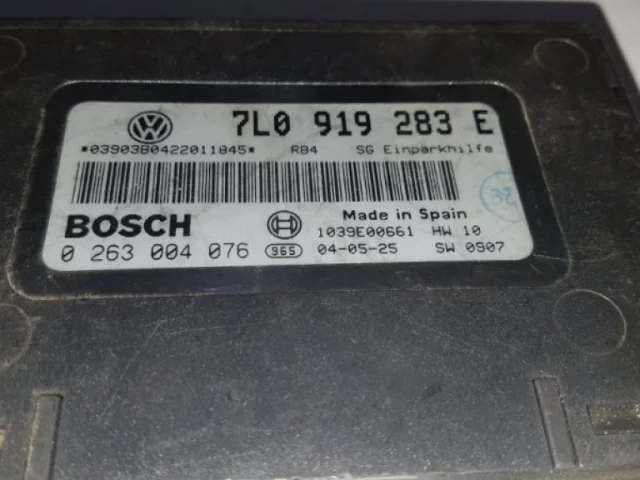 7L0 919 283 E
*03903B0422011845* RB4 SG Einparkhilfe
BOSCH
Made in Spain
1039E00661 HW 10
0 263 004 076 965 04-05-25 SW 0907